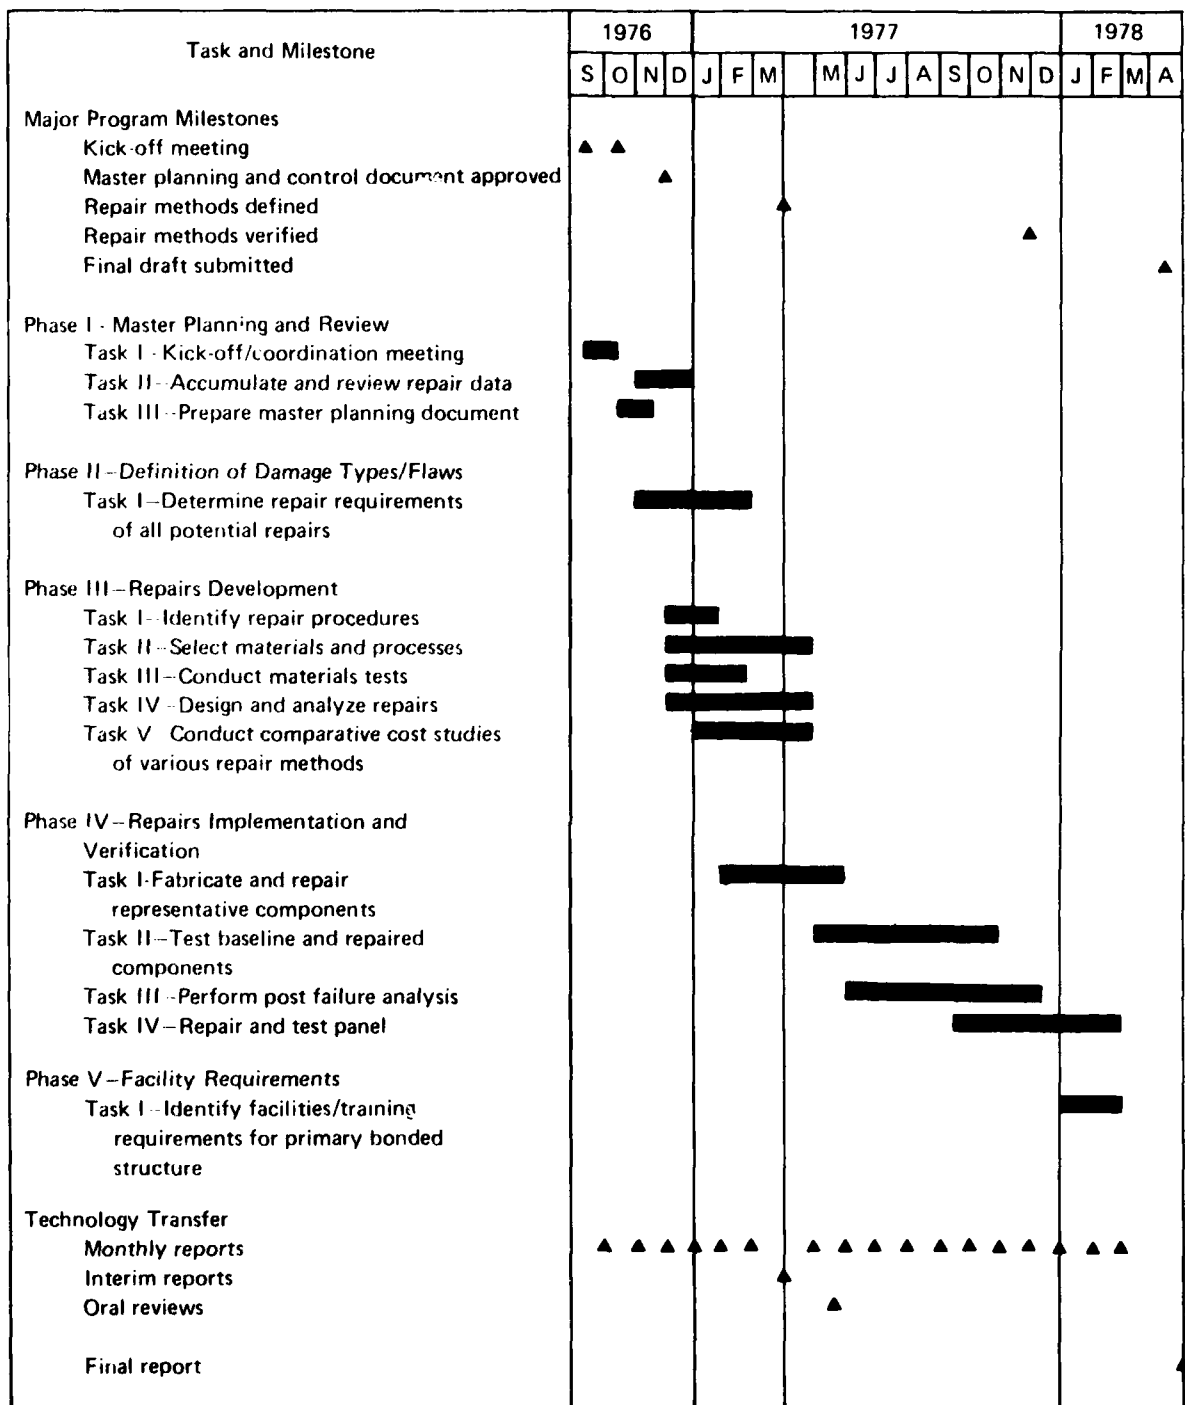 Task and Milestone
1976 1977 1978
S O N D J F M M J J A S O N D J F M A
Major Program Milestones
Kick-off meeting
Master planning and control document approved
Repair methods defined
Repair methods verified
Final draft submitted
Phase I - Master Planning and Review
Task I - Kick-off/coordination meeting
Task II--Accumulate and review repair data
Task III--Prepare master planning document
Phase II-Definition of Damage Types/Flaws
Task I-Determine repair requirements
of all potential repairs
Phase III-Repairs Development
Task I--Identify repair procedures
Task II--Select materials and processes
Task III-Conduct materials tests
Task IV--Design and analyze repairs
Task V Conduct comparative cost studies
of various repair methods
Phase IV-Repairs Implementation and
Verification
Task I-Fabricate and repair
representative components
Task II--Test baseline and repaired
components
Task III--Perform post failure analysis
Task IV-Repair and test panel
Phase V-Facility Requirements
Task I--Identify facilities/training
requirements for primary bonded
structure
Technology Transfer
Monthly reports
Interim reports
Oral reviews
Final report